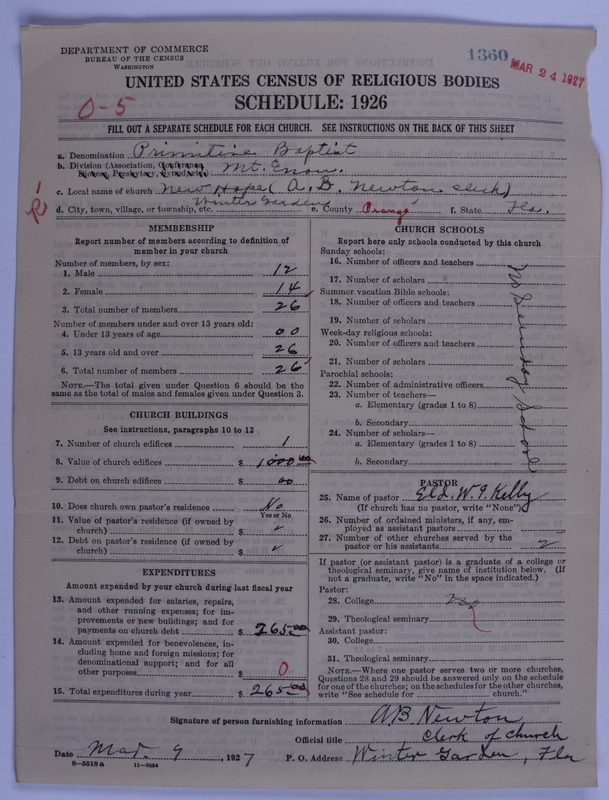 DEPARTMENT OF COMMERCE
BUREAU OF THE CENSUS
WASHINGTON
1360
MAR 24 1927
UNITED STATES CENSUS OF RELIGIOUS BODIES
SCHEDULE: 1926
0-5
FILL OUT A SEPARATE SCHEDULE FOR EACH CHURCH. SEE INSTRUCTIONS ON THE BACK OF THIS SHEET
a. Denomination Primitive Baptist
b. Division (Association, Conference, Diocese, Presbytery, Synod, etc.) Mt. Enon.
c. Local name of church New Hope (A. B. Newton clerk)
d. City, town, village, or township, etc. Winter Garden e. County Orange f. State Fla.
MEMBERSHIP
Report number of members according to definition of member in your church
Number of members, by sex:
1. Male 12
2. Female 14
3. Total number of members 26
Number of members under and over 13 years old:
4. Under 13 years of age 00
5. 13 years old and over 26
6. Total number of members 26
NOTE.—The total given under Question 6 should be the same as the total of males and females given under Question 3.
CHURCH BUILDINGS
See instructions, paragraphs 10 to 12
7. Number of church edifices 1
8. Value of church edifices $ 1000.00
9. Debt on church edifices $ 00
10. Does church own pastor's residence No
Yes or No
11. Value of pastor's residence (if owned by church) $
12. Debt on pastor's residence (if owned by church) $
EXPENDITURES
Amount expended by your church during last fiscal year
13. Amount expended for salaries, repairs, and other running expenses; for improvements or new buildings; and for payments on church debt $ 265.00
14. Amount expended for benevolences, including home and foreign missions; for denominational support; and for all other purposes $ 0
15. Total expenditures during year $ 265.00
CHURCH SCHOOLS
Report here only schools conducted by this church
Sunday schools:
16. Number of officers and teachers
17. Number of scholars
Summer vacation Bible schools:
18. Number of officers and teachers
19. Number of scholars
Week-day religious schools:
20. Number of officers and teachers
21. Number of scholars
Parochial schools:
22. Number of administrative officers
23. Number of teachers—
a. Elementary (grades 1 to 8)
b. Secondary
24. Number of scholars—
a. Elementary (grades 1 to 8)
b. Secondary
No Sunday School
PASTOR
25. Name of pastor Eld. W. I. Kelly
(If church has no pastor, write "None")
26. Number of ordained ministers, if any, employed as assistant pastors
27. Number of other churches served by the pastor or his assistants 2
If pastor (or assistant pastor) is a graduate of a college or theological seminary, give name of institution below. (If not a graduate, write "No" in the space indicated.)
Pastor:
28. College No
29. Theological seminary
Assistant pastor:
30. College
31. Theological seminary
NOTE.—Where one pastor serves two or more churches, Questions 28 and 29 should be answered only on the schedule for one of the churches; on the schedules for the other churches, write "See schedule for church."
Signature of person furnishing information A.B. Newton
Official title Clerk of church
Date Mar. 9, 1927 P. O. Address Winter Garden, Fla
8-5518 a 11-9084